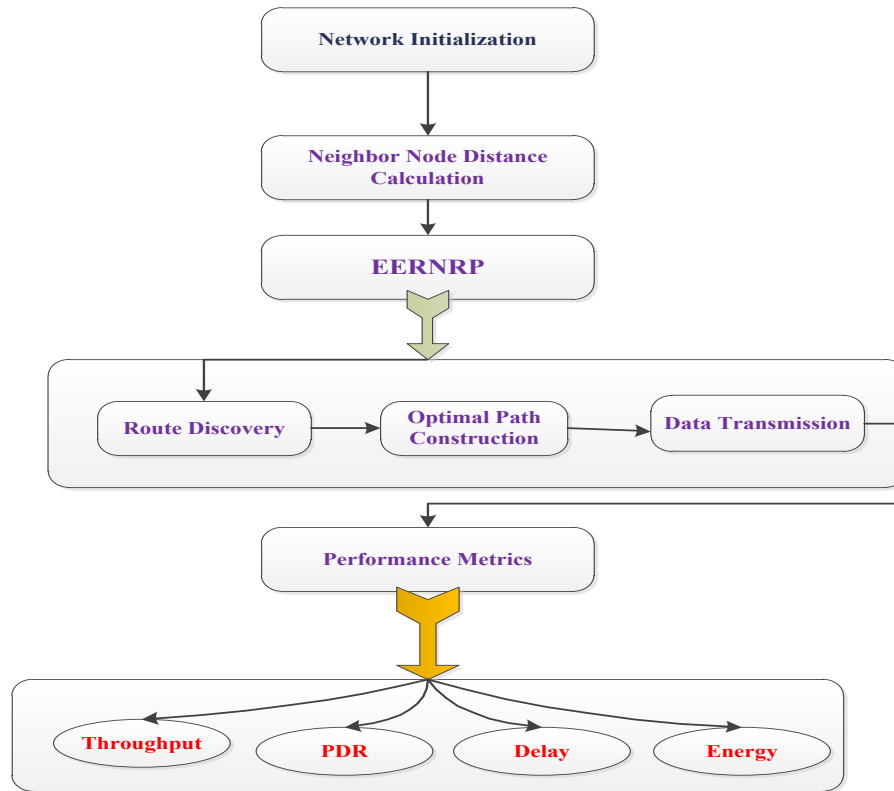 Network Initialization
Neighbor Node Distance
Calculation
EERNRP
Route Discovery
Optimal Path
Construction
Data Transmission
Performance Metrics
Throughput
PDR
Delay
Energy